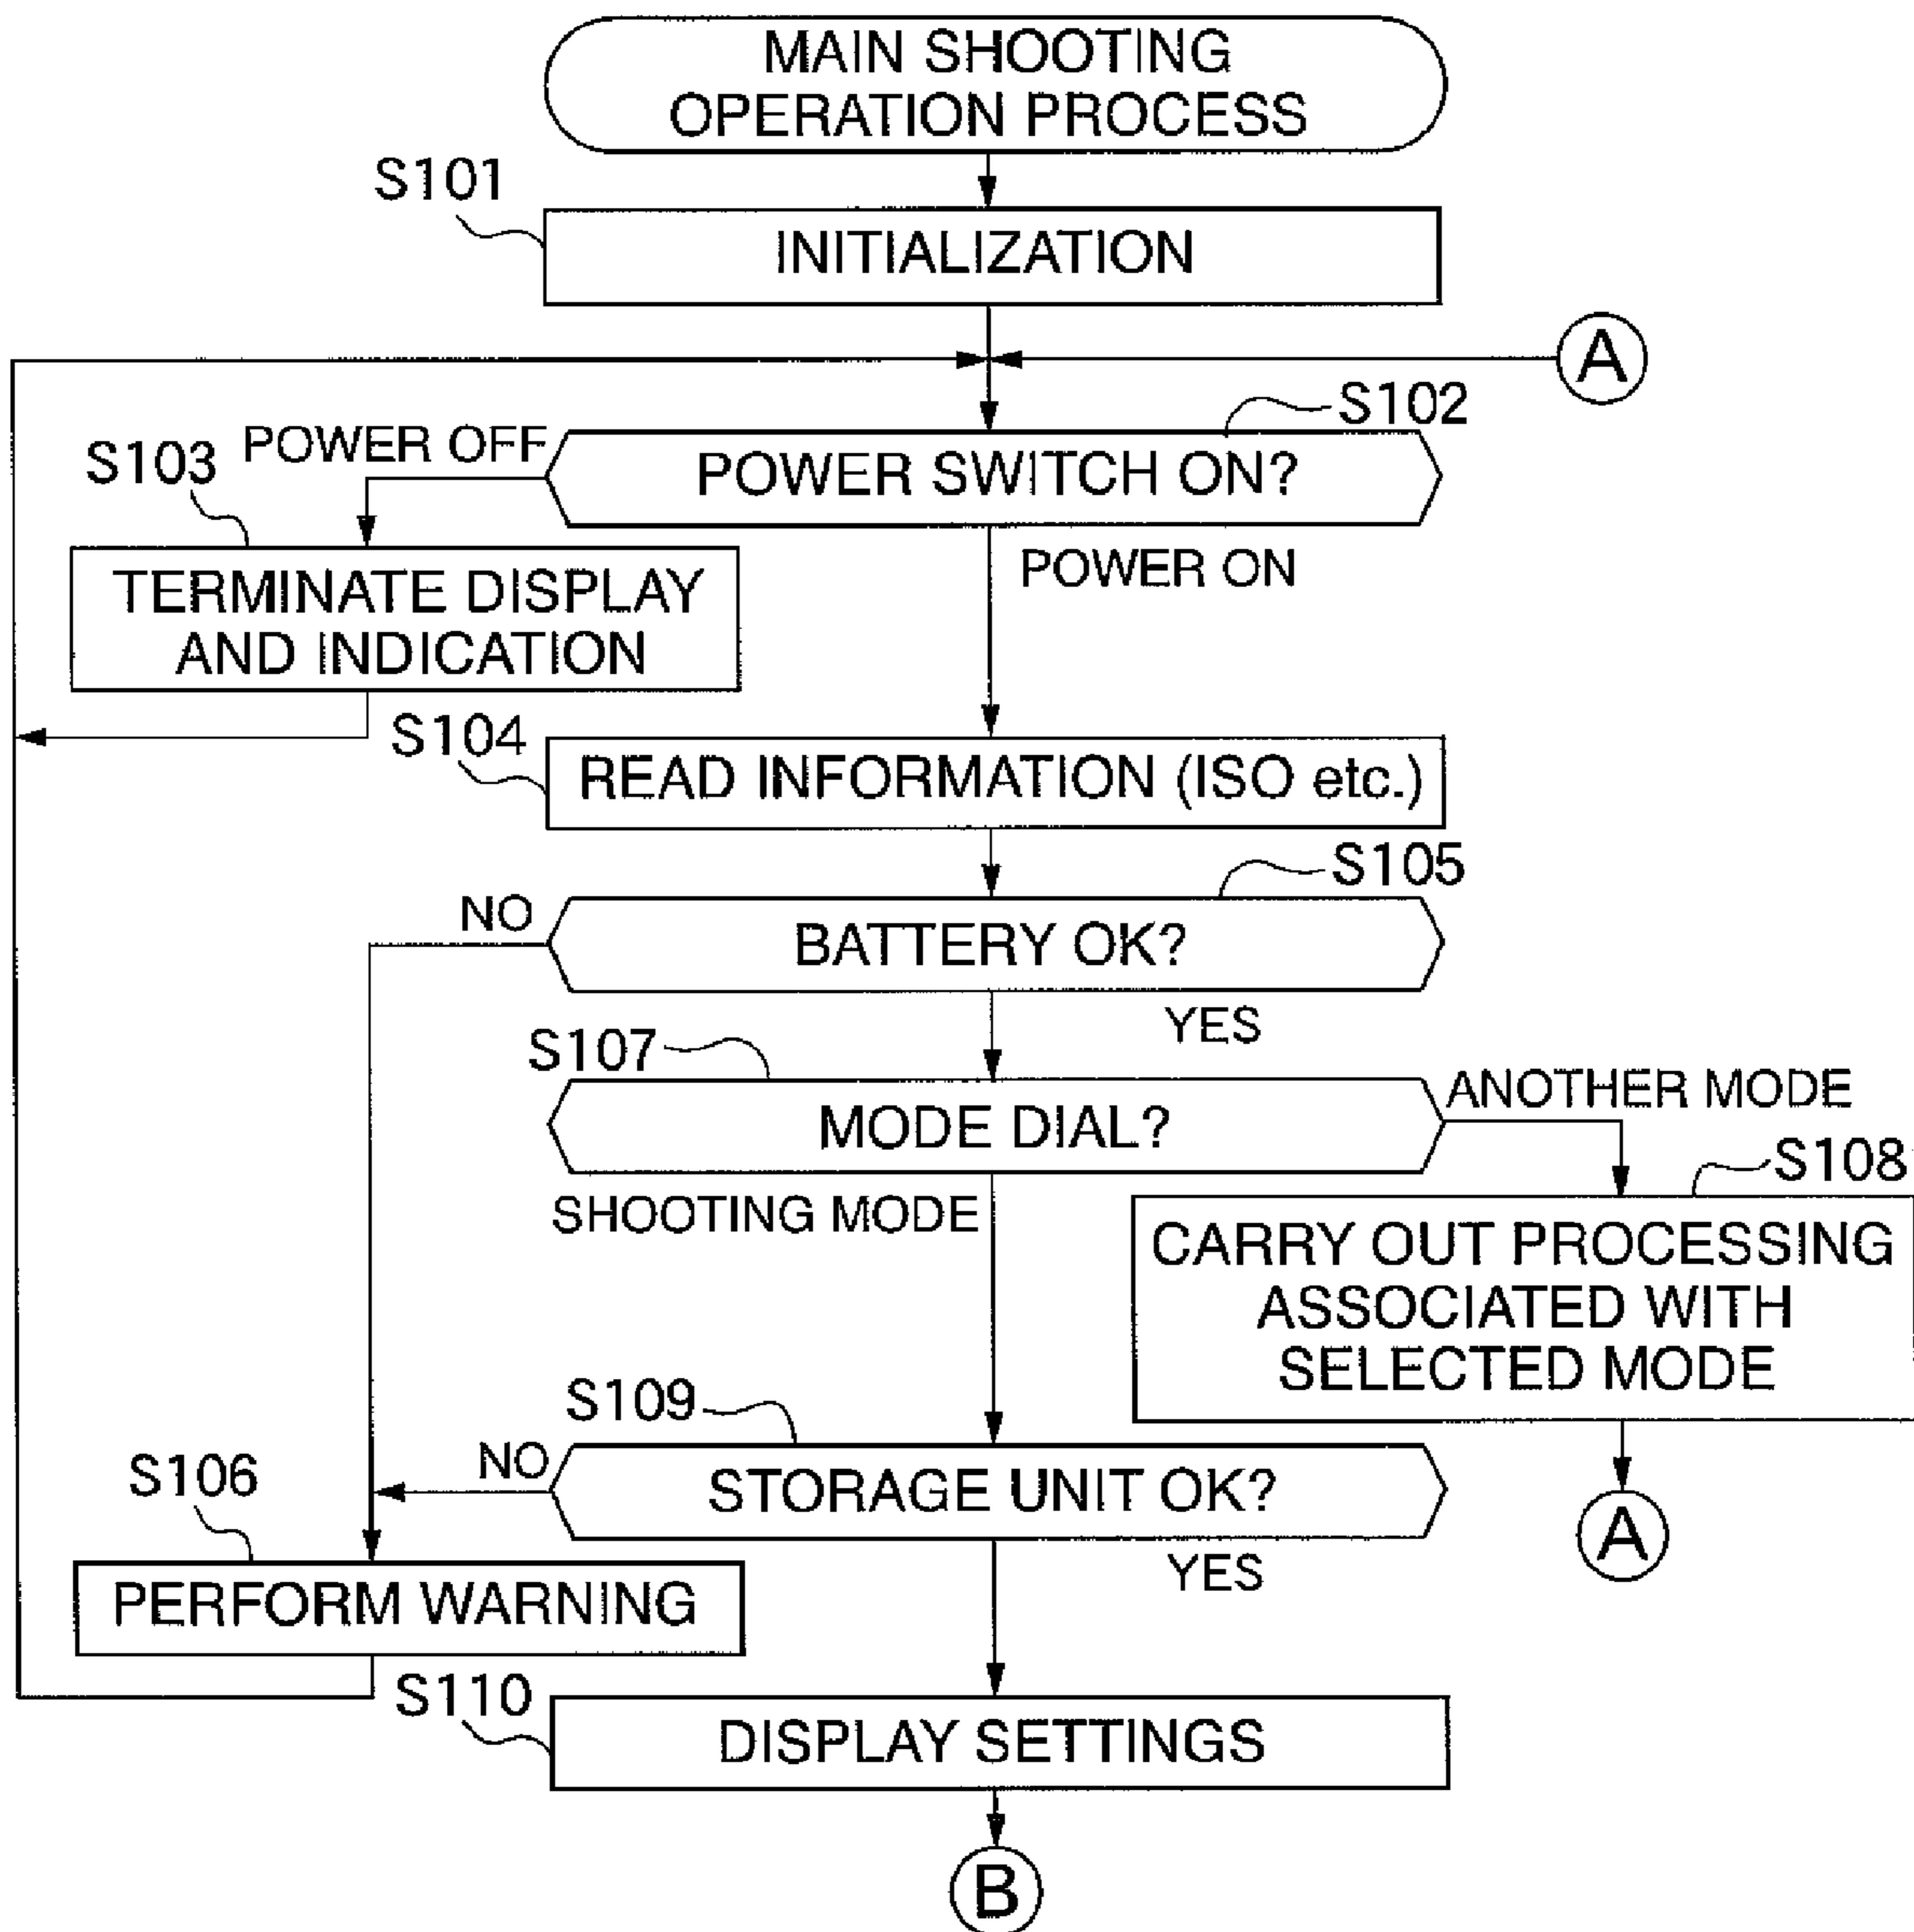 MAIN SHOOTING
OPERATION PROCESS
S101
INITIALIZATION
A
S102
POWER OFF
S103
POWER SWITCH ON?
POWER ON
TERMINATE DISPLAY
AND INDICATION
S104
READ INFORMATION (ISO etc.)
S105
NO
BATTERY OK?
YES
S107
ANOTHER MODE
MODE DIAL?
S108
SHOOTING MODE
CARRY OUT PROCESSING
ASSOCIATED WITH
SELECTED MODE
S109
NO
S106
STORAGE UNIT OK?
A
YES
PERFORM WARNING
S110
DISPLAY SETTINGS
B